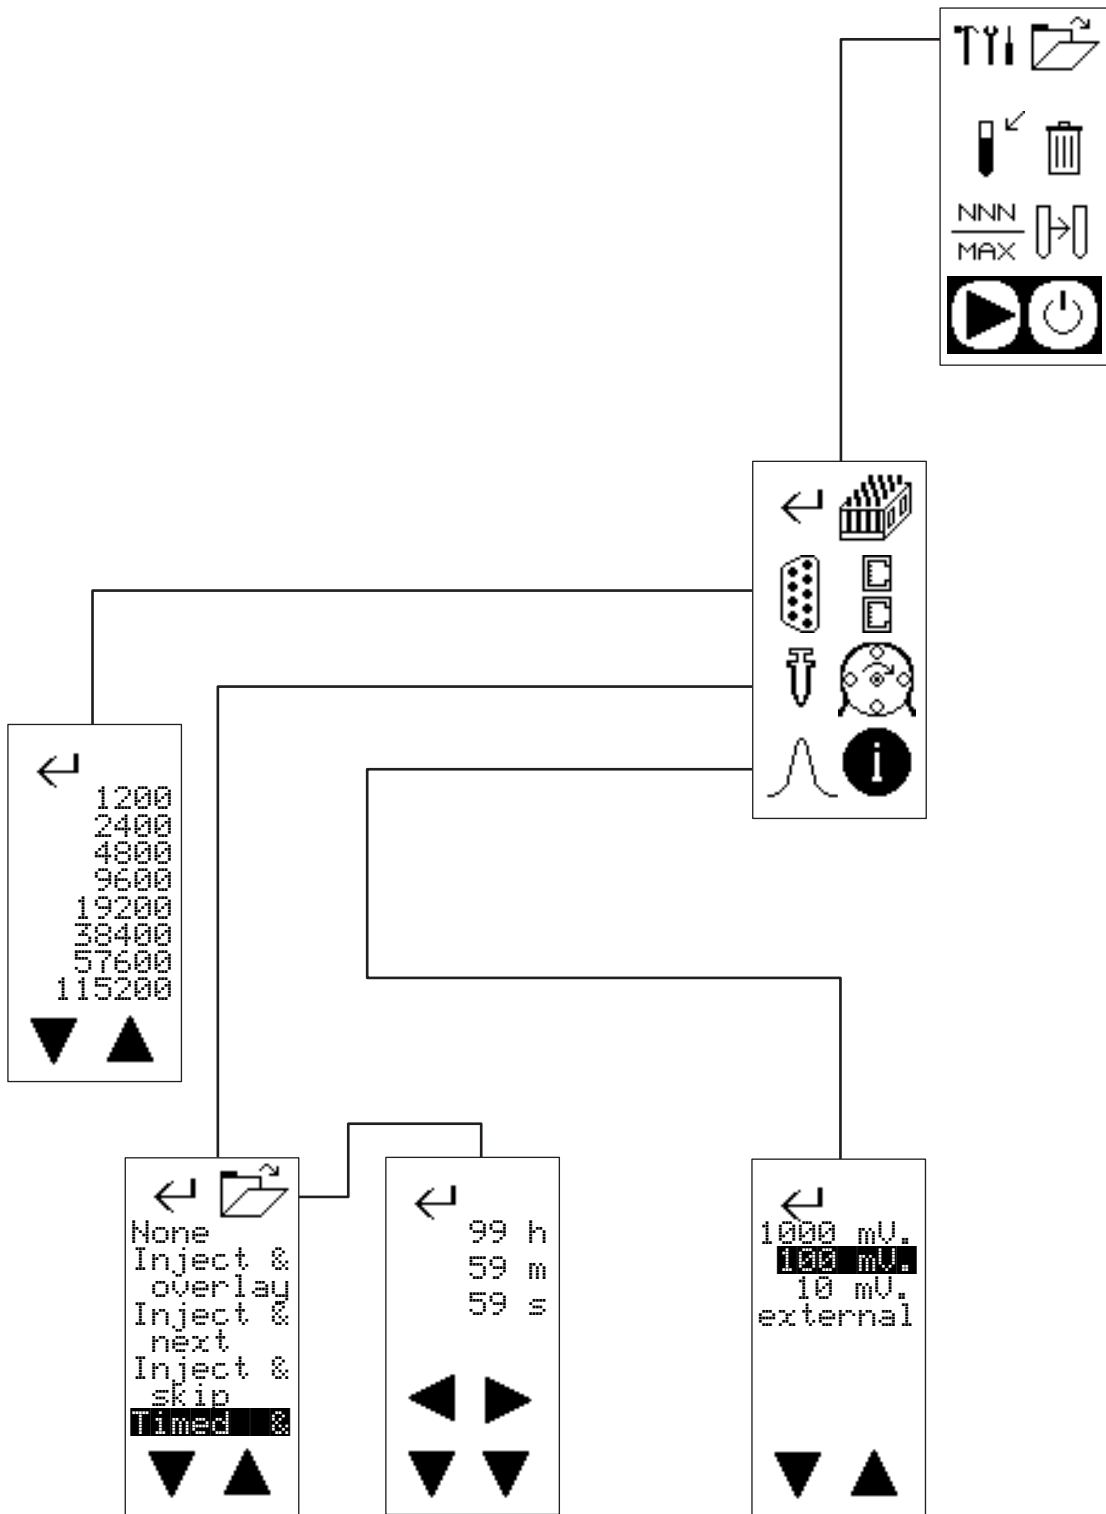 NNN
MAX
i
1200
2400
4800
9600
19200
38400
57600
115200
None
Inject &
overlay
Inject &
next
Inject &
skip
Timed &
99 h
59 m
59 s
1000 mV.
100 mV.
10 mV.
external